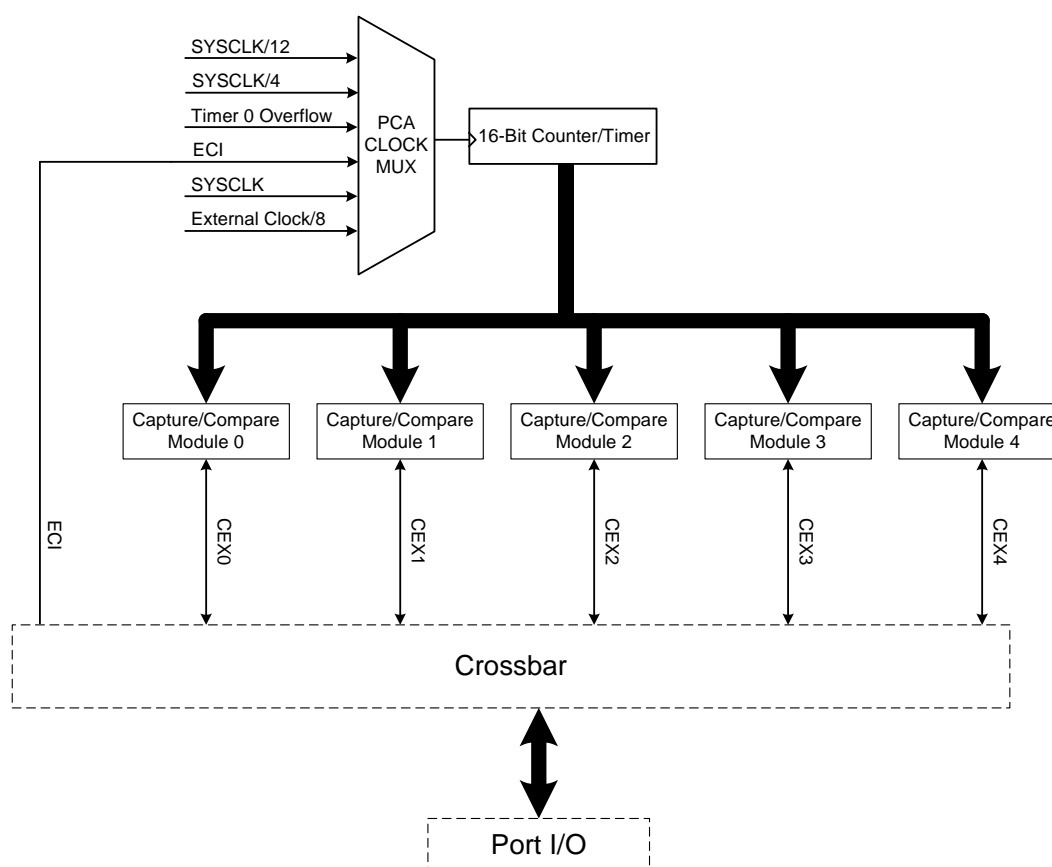 SYSCLK/12
SYSCLK/4
Timer 0 Overflow
ECI
SYSCLK
External Clock/8
PCA
CLOCK
MUX
16-Bit Counter/Timer
Capture/Compare
Module 0
Capture/Compare
Module 1
Capture/Compare
Module 2
Capture/Compare
Module 3
Capture/Compare
Module 4
ECI
CEX0
CEX1
CEX2
CEX3
CEX4
Crossbar
Port I/O